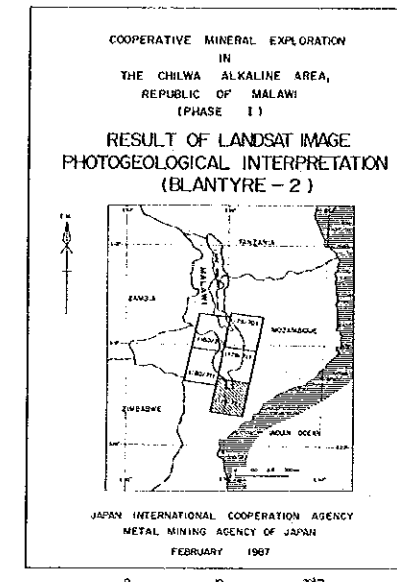 COOPERATIVE MINERAL EXPLORATION
IN
THE CHILWA ALKALINE AREA,
REPUBLIC OF MALAWI
(PHASE I)
RESULT OF LANDSAT IMAGE
PHOTOGEOLOGICAL INTERPRETATION
(BLANTYRE-2)
TANZANIA
MALAWI
ZAMBIA
MOZAMBIQUE
ZIMBABWE
INDIAN OCEAN
JAPAN INTERNATIONAL COOPERATION AGENCY
METAL MINING AGENCY OF JAPAN
FEBRUARY 1987